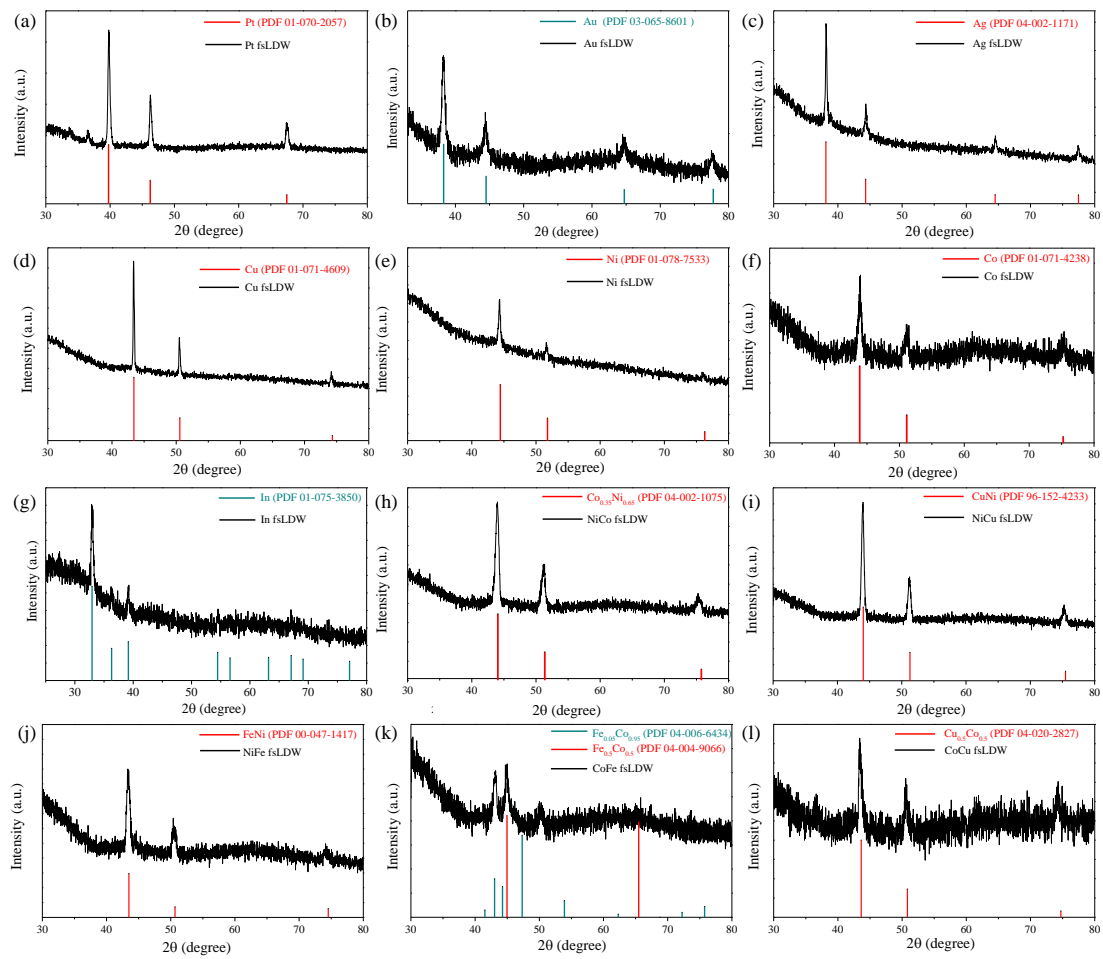 (a)
Pt (PDF 01-070-2057)
Pt fsLDW
Intensity (a.u.)
30 40 50 60 70 80
2θ (degree)
(b)
Au (PDF 03-065-8601)
Au fsLDW
Intensity (a.u.)
40 50 60 70 80
2θ (degree)
(c)
Ag (PDF 04-002-1171)
Ag fsLDW
Intensity (a.u.)
30 40 50 60 70 80
2θ (degree)
(d)
Cu (PDF 01-071-4609)
Cu fsLDW
Intensity (a.u.)
30 40 50 60 70 80
2θ (degree)
(e)
Ni (PDF 01-078-7533)
Ni fsLDW
Intensity (a.u.)
30 40 50 60 70 80
2θ (degree)
(f)
Co (PDF 01-071-4238)
Co fsLDW
Intensity (a.u.)
30 40 50 60 70 80
2θ (degree)
(g)
In (PDF 01-075-3850)
In fsLDW
Intensity (a.u.)
30 40 50 60 70 80
2θ (degree)
(h)
Co0.35Ni0.65 (PDF 04-002-1075)
NiCo fsLDW
Intensity (a.u.)
30 40 50 60 70 80
2θ (degree)
:
(i)
CuNi (PDF 96-152-4233)
NiCu fsLDW
Intensity (a.u.)
30 40 50 60 70 80
2θ (degree)
(j)
FeNi (PDF 00-047-1417)
NiFe fsLDW
Intensity (a.u.)
30 40 50 60 70 80
2θ (degree)
(k)
Fe0.05Co0.95 (PDF 04-006-6434)
Fe0.5Co0.5 (PDF 04-004-9066)
CoFe fsLDW
Intensity (a.u.)
30 40 50 60 70 80
2θ (degree)
(l)
Cu0.5Co0.5 (PDF 04-020-2827)
CoCu fsLDW
Intensity (a.u.)
30 40 50 60 70 80
2θ (degree)